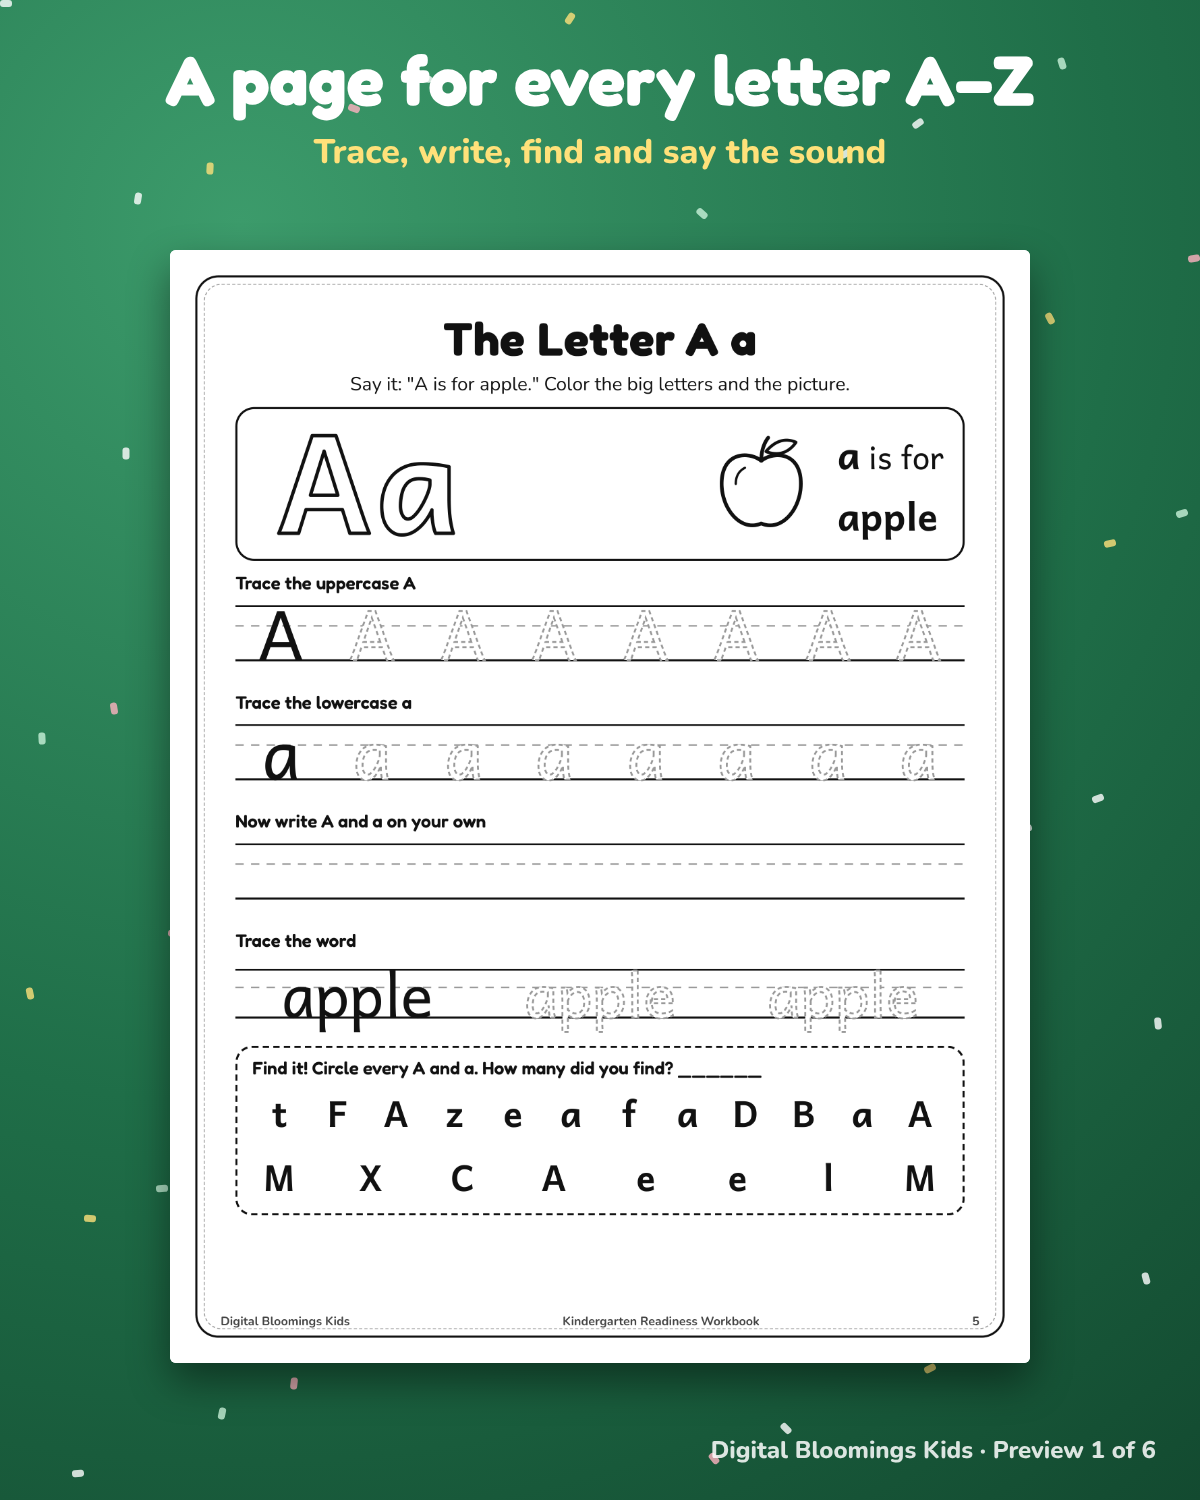 A page for every letter A–Z
Trace, write, find and say the sound
The Letter A a
Say it: "A is for apple." Color the big letters and the picture.
Aa
a is for
apple
Trace the uppercase A
A A A A A A A A
Trace the lowercase a
a a a a a a a a
Now write A and a on your own
Trace the word
apple apple apple
Find it! Circle every A and a. How many did you find? ______
t F A z e a f a D B a A
M X C A e e l M
Digital Bloomings Kids Kindergarten Readiness Workbook 5
Digital Bloomings Kids · Preview 1 of 6